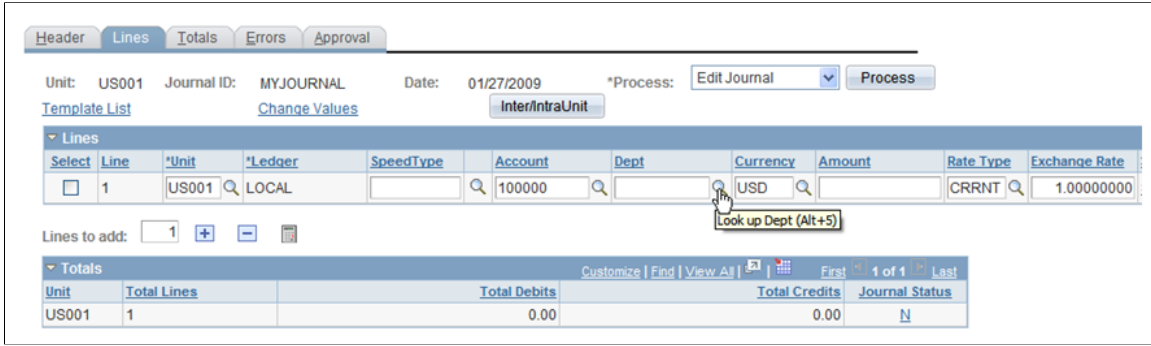 Header Lines Totals Errors Approval
Unit: US001 Journal ID: MYJOURNAL Date: 01/27/2009 *Process: Edit Journal Process
Template List Change Values Inter/IntraUnit
Lines
Select Line *Unit *Ledger SpeedType Account Dept Currency Amount Rate Type Exchange Rate
1 US001 LOCAL 100000 USD CRRNT 1.00000000
Look up Dept (Alt+5)
Lines to add: 1
Totals Customize | Find | View All | | First 1 of 1 Last
Unit Total Lines Total Debits Total Credits Journal Status
US001 1 0.00 0.00 N